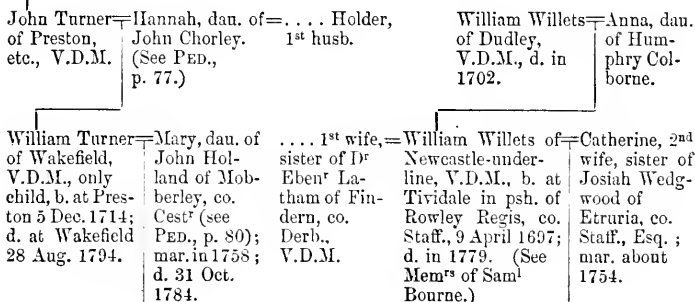 John Turner=Hannah, dau. of=.... Holder,
of Preston, John Chorley. 1st husb.
etc., V.D.M. (See PED.,
p. 77.)
William Willets=Anna, dau.
of Dudley, of Hum-
V.D.M., d. in phry Col-
1702. borne.
William Turner=Mary, dau. of
of Wakefield, John Hol-
V.D.M., only land of Mob-
child, b. at Pres- berley, co.
ton 5 Dec. 1714; Cestr (see
d. at Wakefield PED., p. 80);
28 Aug. 1794. mar. in 1758;
d. 31 Oct.
1784.
.... 1st wife,=William Willets of=Catherine, 2nd
sister of Dr Newcastle-under- wife, sister of
Ebenr La- line, V.D.M., b. at Josiah Wedg-
tham of Fin- Tividale in psh. of wood of
dern, co. Rowley Regis, co. Etruria, co.
Derb., Staff., 9 April 1697; Staff., Esq.;
V.D.M. d. in 1779. (See mar. about
Memrs of Saml 1754.
Bourne.)